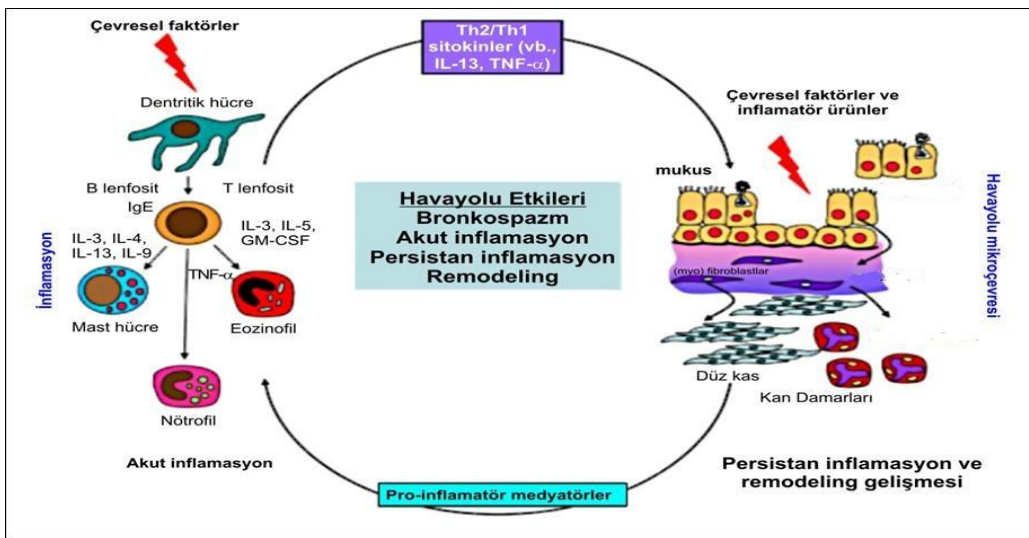 Çevresel faktörler
Dentritik hücre
B lenfosit
T lenfosit
IgE
IL-3, IL-4,
IL-13, IL-9
IL-3, IL-5,
GM-CSF
TNF-α
Mast hücre
Eozinofil
Nötrofil
Akut inflamasyon
İnflamasyon
Th2/Th1
sitokinler (vb.,
IL-13, TNF-α)
Havayolu Etkileri
Bronkospazm
Akut inflamasyon
Persistan inflamasyon
Remodeling
Pro-inflamatör medyatörler
Çevresel faktörler ve
inflamatör ürünler
mukus
(myo) fibroblastlar
Düz kas
Kan Damarları
Havayolu mikroçevresi
Persistan inflamasyon ve
remodeling gelişmesi